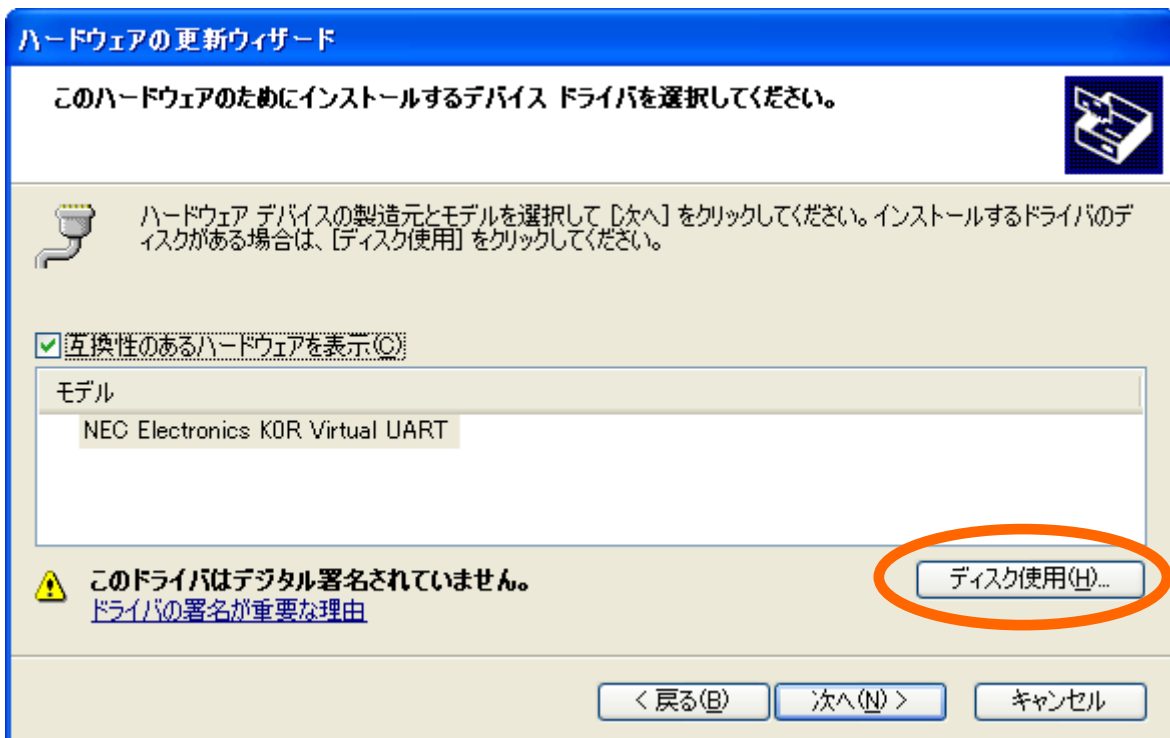 ハードウェアの更新ウィザード
このハードウェアのためにインストールするデバイス ドライバを選択してください。
ハードウェア デバイスの製造元とモデルを選択して [次へ] をクリックしてください。インストールするドライバのデ
ィスクがある場合は、[ディスク使用] をクリックしてください。
互換性のあるハードウェアを表示(C)
モデル
NEC Electronics K0R Virtual UART
このドライバはデジタル署名されていません。
ディスク使用(H)...
ドライバの署名が重要な理由
< 戻る(B)
次へ(N) >
キャンセル